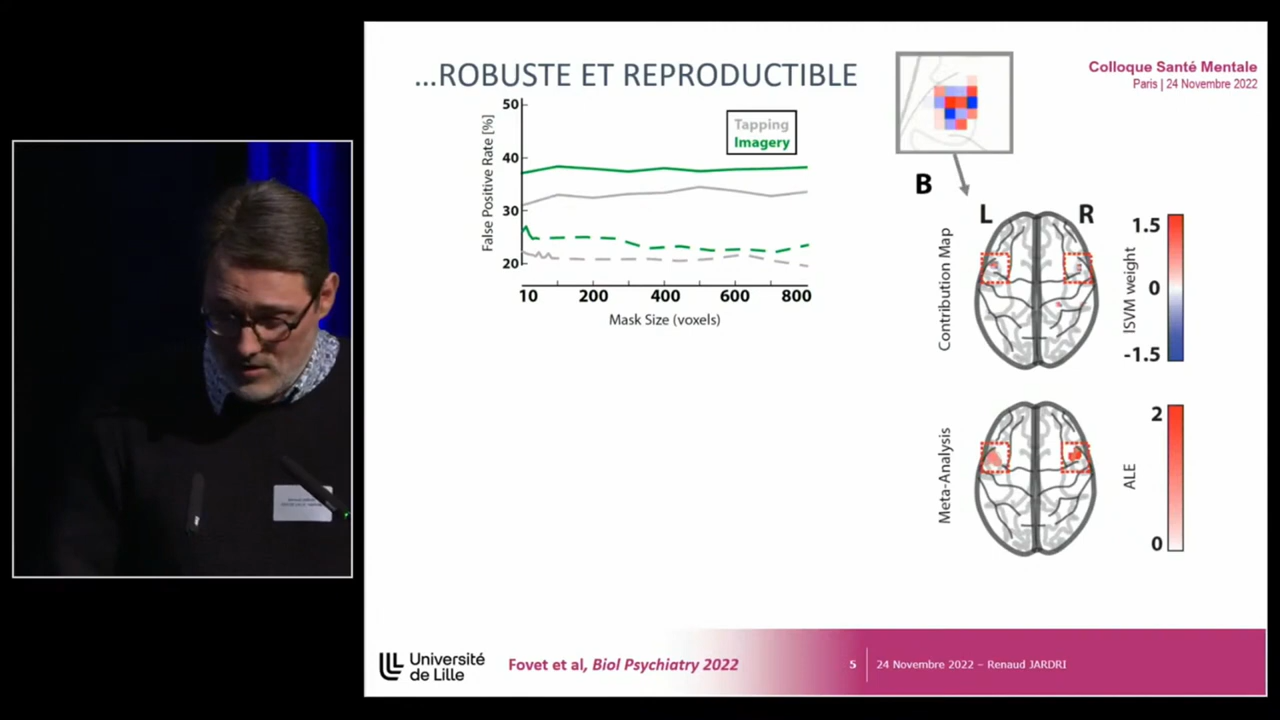 ...ROBUSTE ET REPRODUCTIBLE
Colloque Santé Mentale
Paris | 24 Novembre 2022
False Positive Rate [%]
50
40
30
20
Tapping
Imagery
10 200 400 600 800
Mask Size (voxels)
B
L R
Contribution Map
1.5
0
-1.5
ISVM weight
Meta-Analysis
2
0
ALE
Université
de Lille
Fovet et al, Biol Psychiatry 2022
5
24 Novembre 2022 – Renaud JARDRI